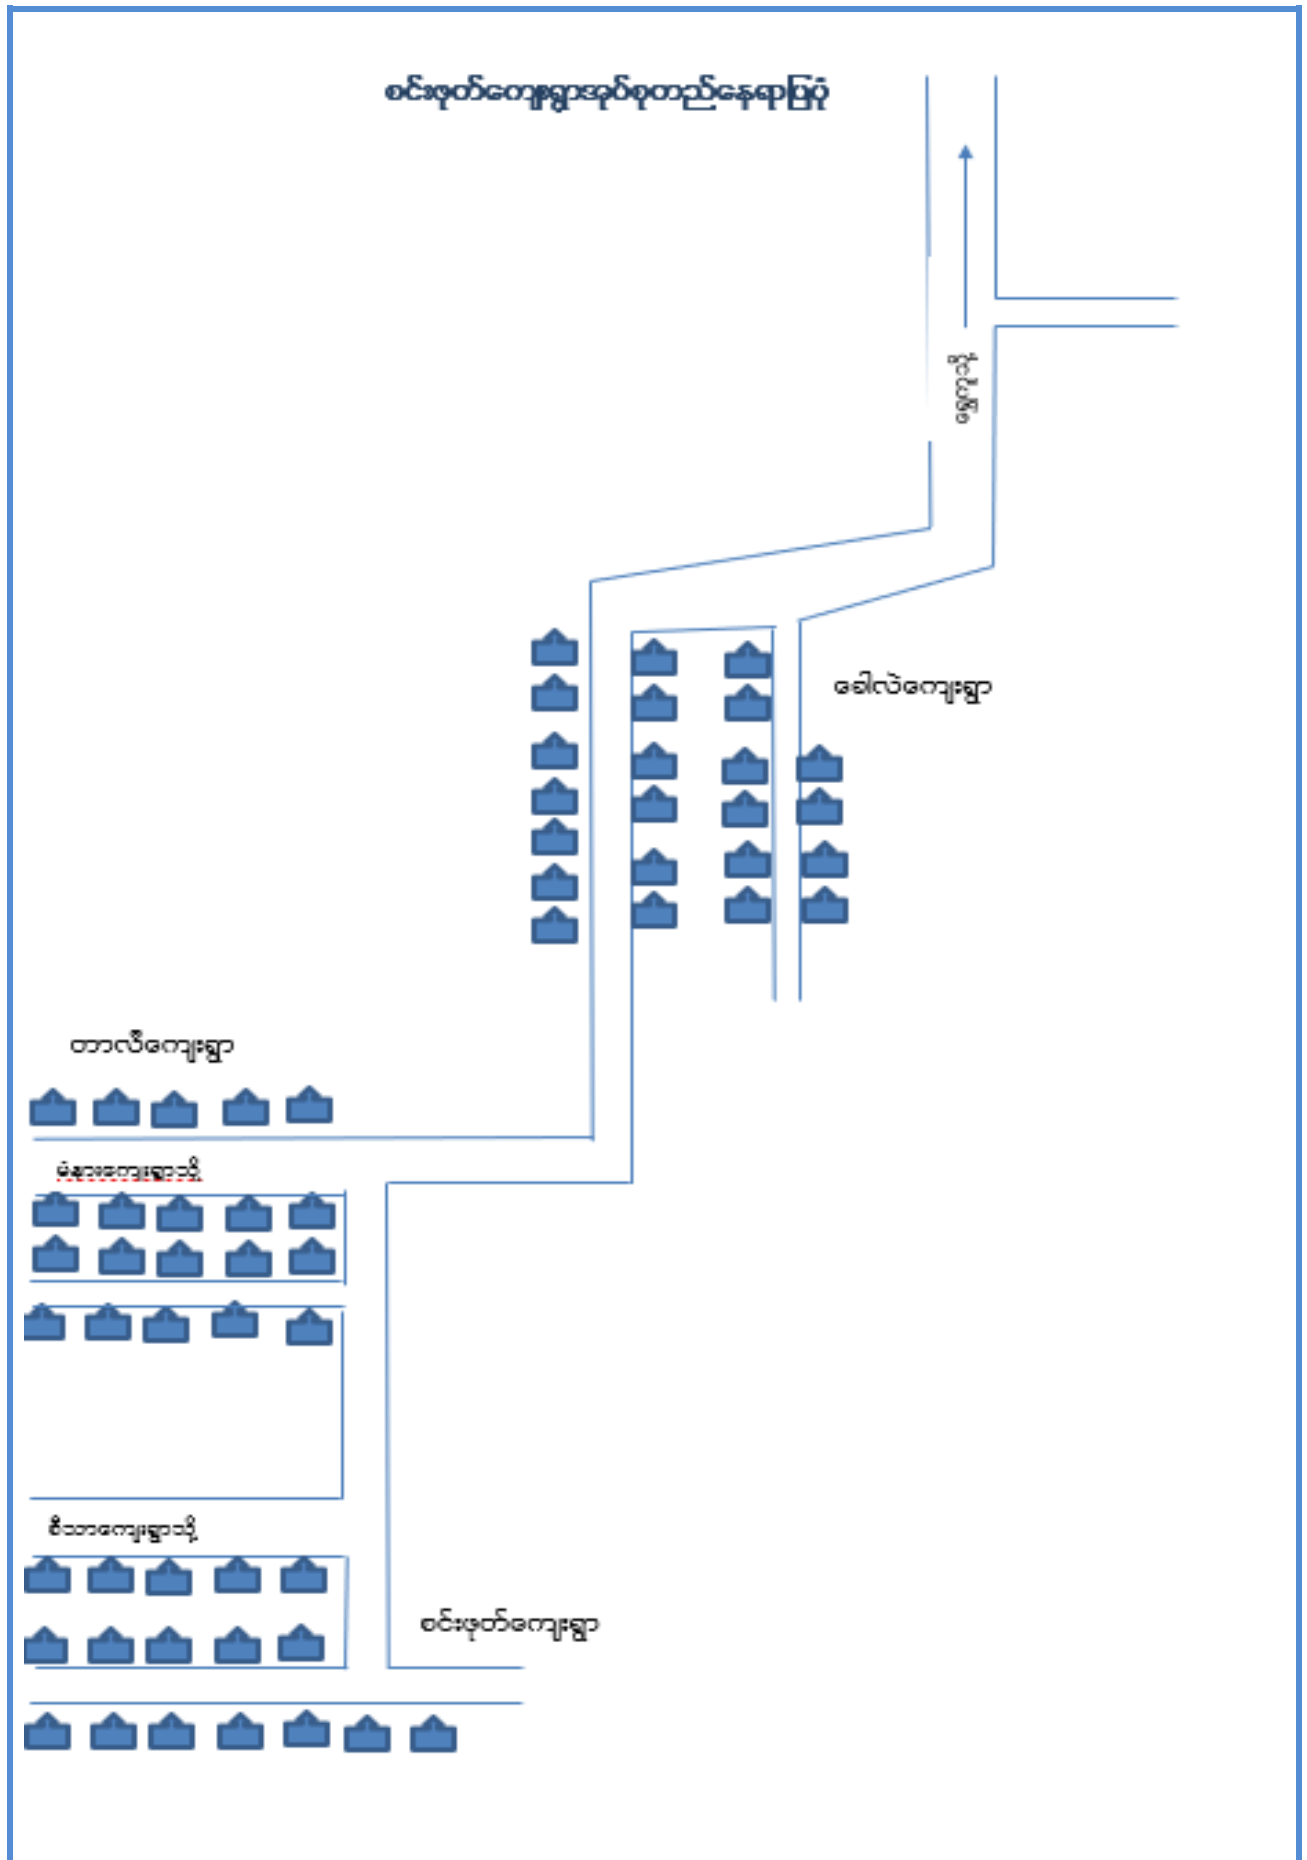 စင်းဖုတ်ကျေးရွာအုပ်စုတည်နေရာပြပုံ
ခေါလဲကျေးရွာ
တာလီကျေးရွာ
မံနားကျေးရွာသို့
စီသာကျေးရွာသို့
စင်းဖုတ်ကျေးရွာ